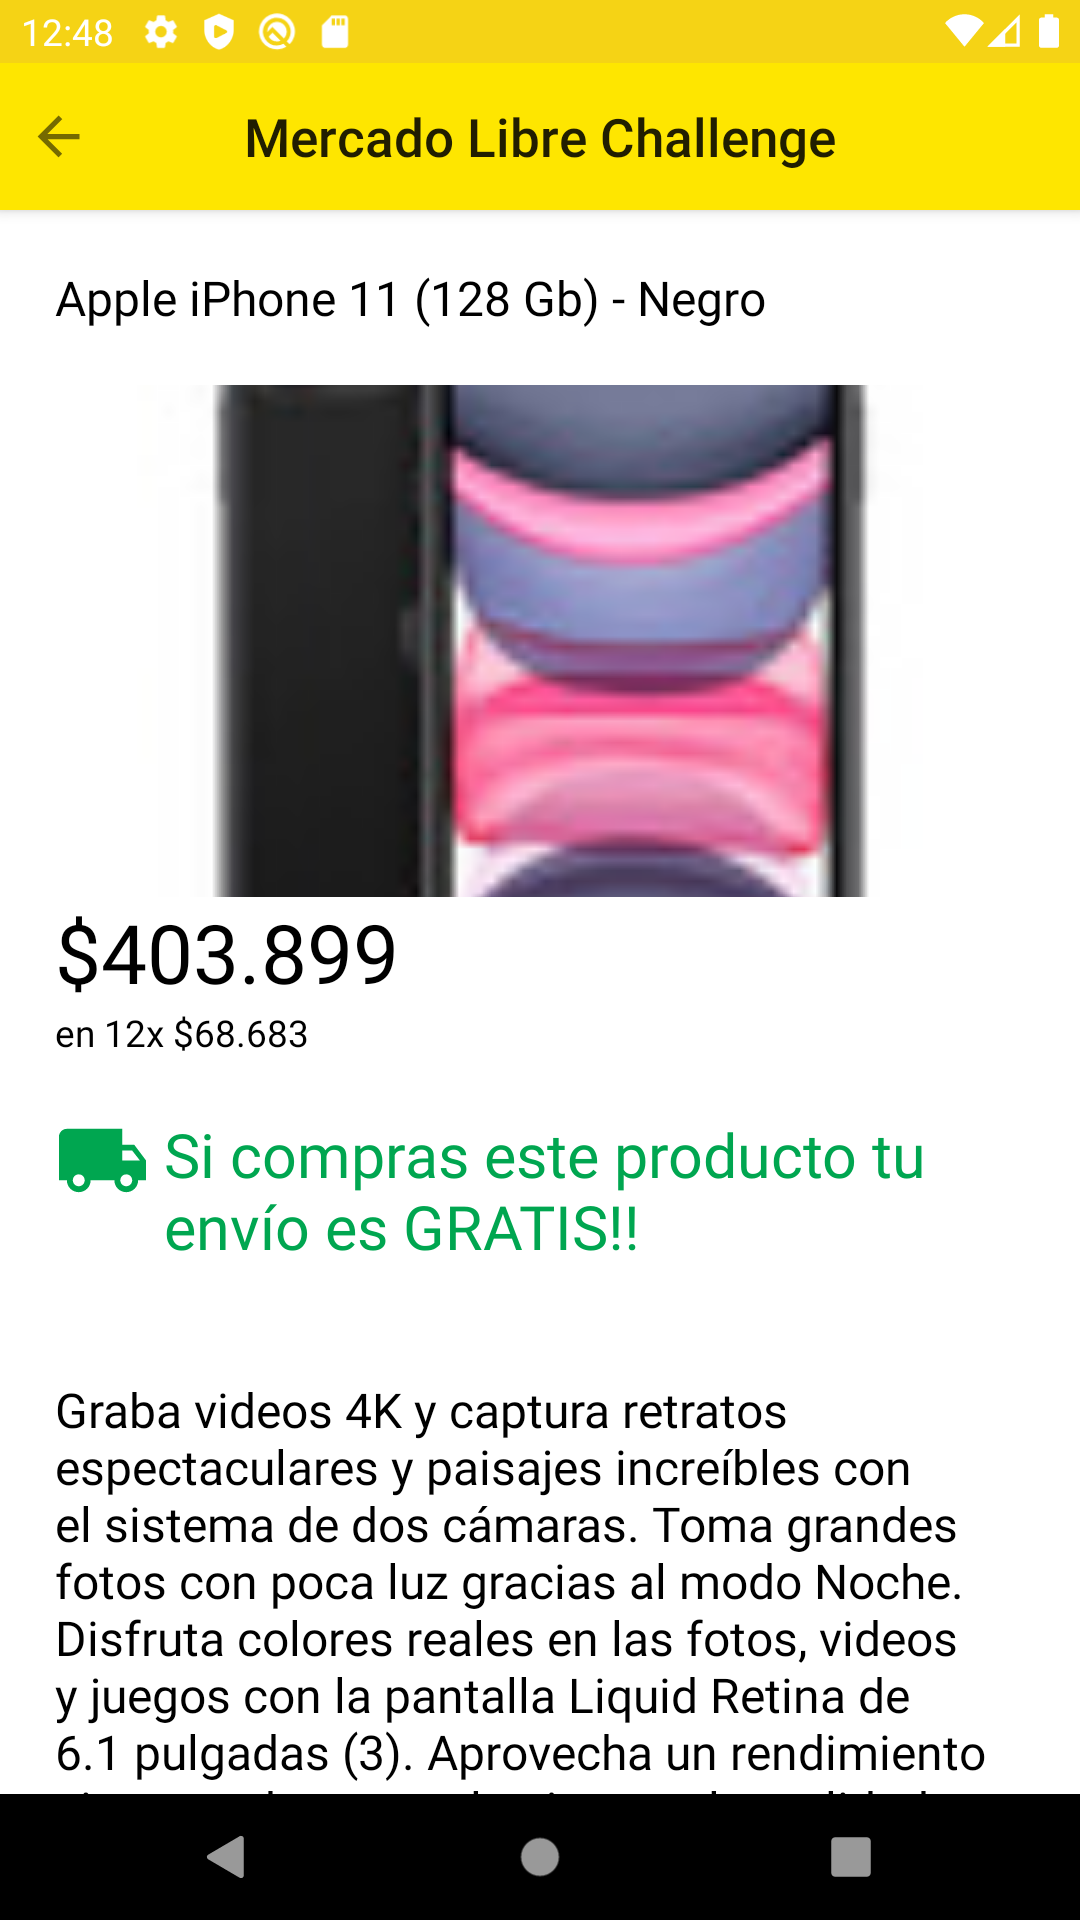 12:48
Mercado Libre Challenge
Apple iPhone 11 (128 Gb) - Negro
$403.899
en 12x $68.683
Si compras este producto tu
envío es GRATIS!!
Graba videos 4K y captura retratos
espectaculares y paisajes increíbles con
el sistema de dos cámaras. Toma grandes
fotos con poca luz gracias al modo Noche.
Disfruta colores reales en las fotos, videos
y juegos con la pantalla Liquid Retina de
6.1 pulgadas (3). Aprovecha un rendimiento